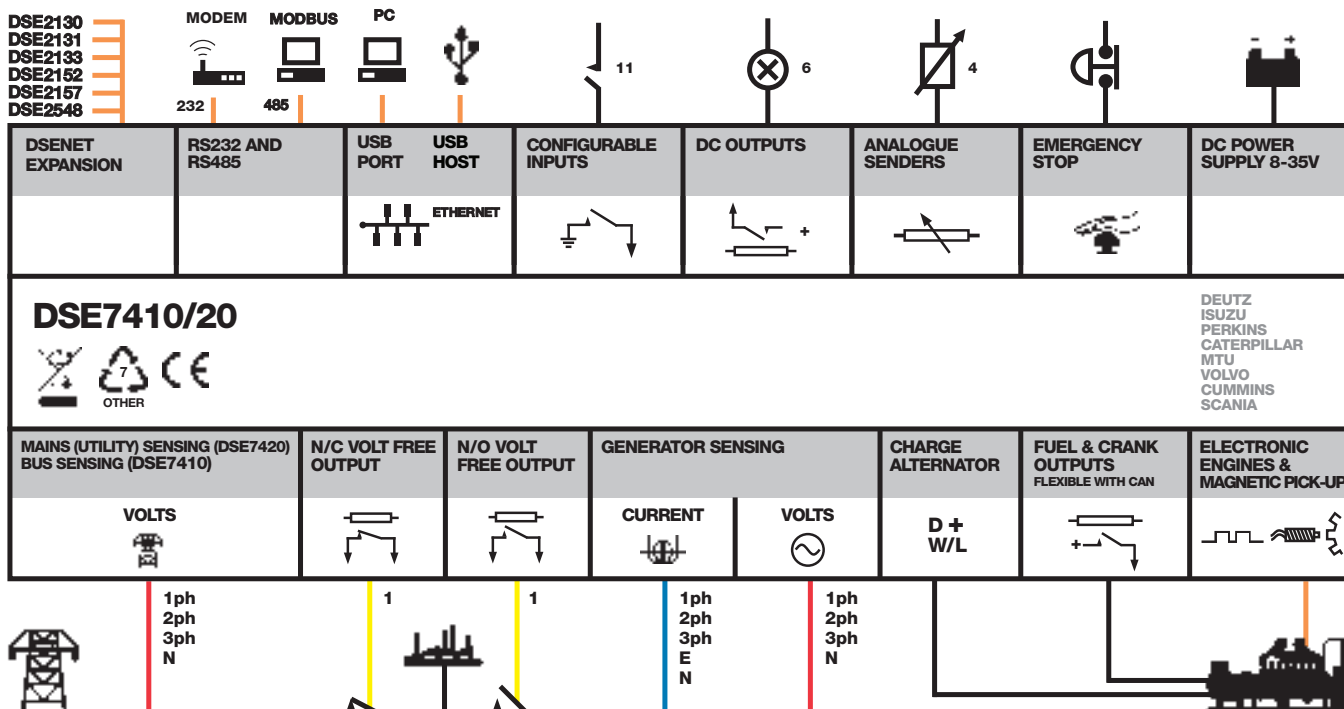 DSE2130
DSE2131
DSE2133
DSE2152
DSE2157
DSE2548
MODEM
MODBUS
PC
232
485
11
6
4
DSENET
EXPANSION
RS232 AND
RS485
USB
PORT
USB
HOST
CONFIGURABLE
INPUTS
DC OUTPUTS
ANALOGUE
SENDERS
EMERGENCY
STOP
DC POWER
SUPPLY 8-35V
- +
ETHERNET
+
DSE7410/20
7
OTHER
CE
DEUTZ
ISUZU
PERKINS
CATERPILLAR
MTU
VOLVO
CUMMINS
SCANIA
MAINS (UTILITY) SENSING (DSE7420)
BUS SENSING (DSE7410)
N/C VOLT FREE
OUTPUT
N/O VOLT
FREE OUTPUT
GENERATOR SENSING
CHARGE
ALTERNATOR
FUEL & CRANK
OUTPUTS
FLEXIBLE WITH CAN
ELECTRONIC
ENGINES &
MAGNETIC PICK-UP
VOLTS
CURRENT
VOLTS
D +
W/L
+
1ph
2ph
3ph
N
1
1
1ph
2ph
3ph
E
N
1ph
2ph
3ph
N